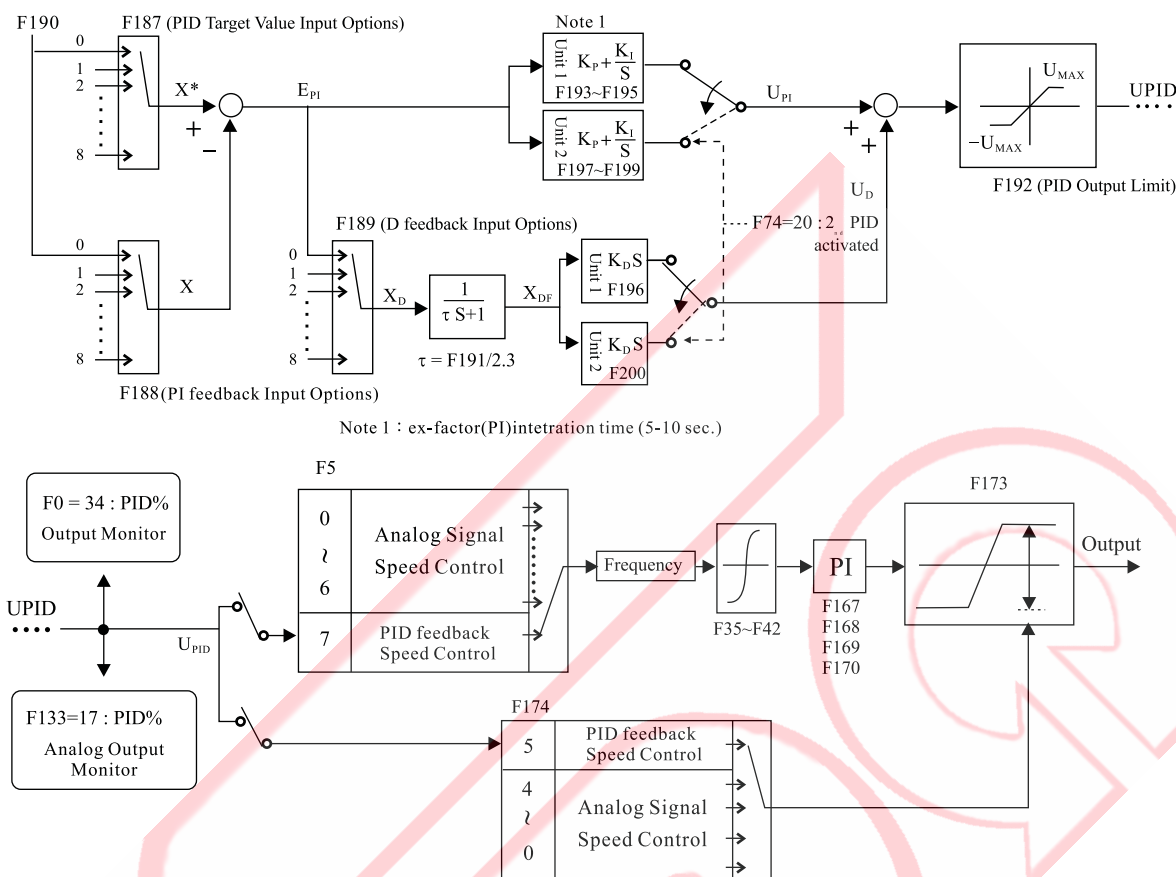 F190
F187 (PID Target Value Input Options)
0
1
2
8
X*
+
−
E_PI
Note 1
Unit 1
K_P + K_I/S
F193~F195
Unit 2
K_P + K_I/S
F197~F199
U_PI
+
+
U_D
U_MAX
−U_MAX
F192 (PID Output Limit)
UPID
0
1
2
8
X
F188 (PI feedback Input Options)
F189 (D feedback Input Options)
0
1
2
8
X_D
1/(τ S+1)
τ = F191/2.3
X_DF
Unit 1
K_D S
F196
Unit 2
K_D S
F200
F74=20 : 2 PID
activated
Note 1 : ex-factor(PI)intetration time (5-10 sec.)
F0 = 34 : PID%
Output Monitor
UPID
U_PID
F133=17 : PID%
Analog Output
Monitor
F5
0
~
6
Analog Signal
Speed Control
7
PID feedback
Speed Control
Frequency
F35~F42
PI
F167
F168
F169
F170
F173
Output
F174
5
PID feedback
Speed Control
4
~
0
Analog Signal
Speed Control